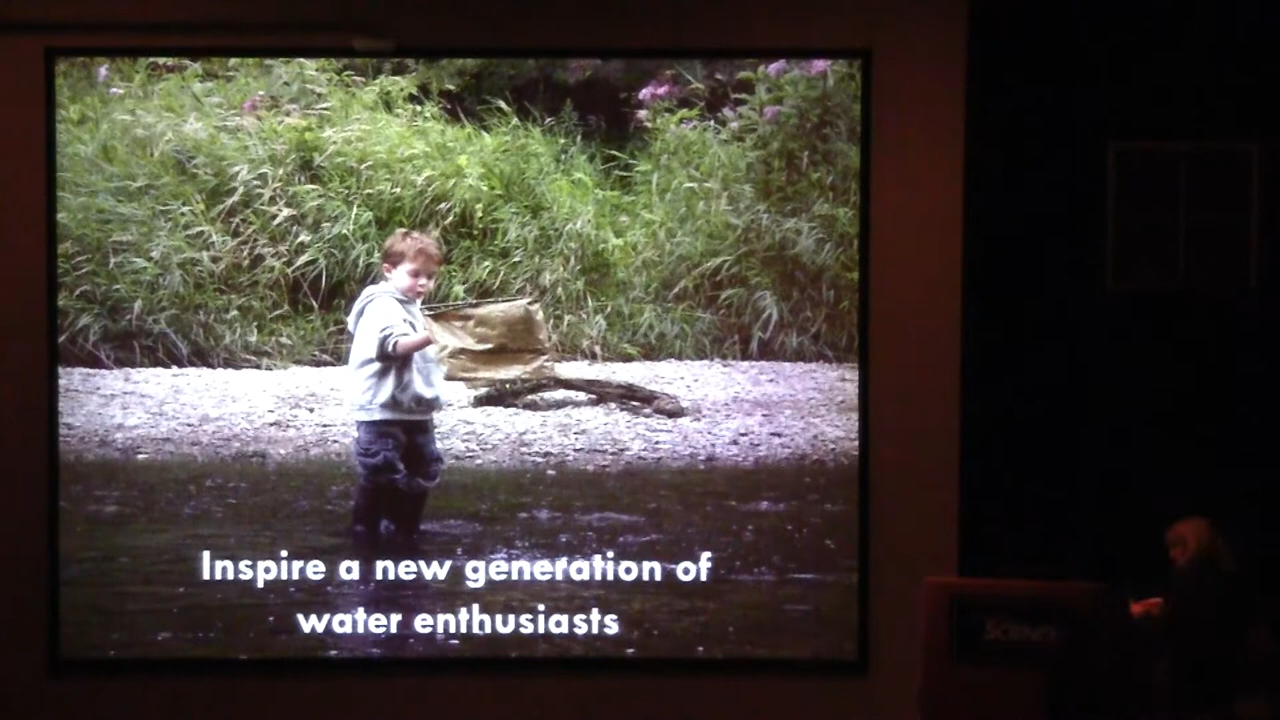 Inspire a new generation of
water enthusiasts